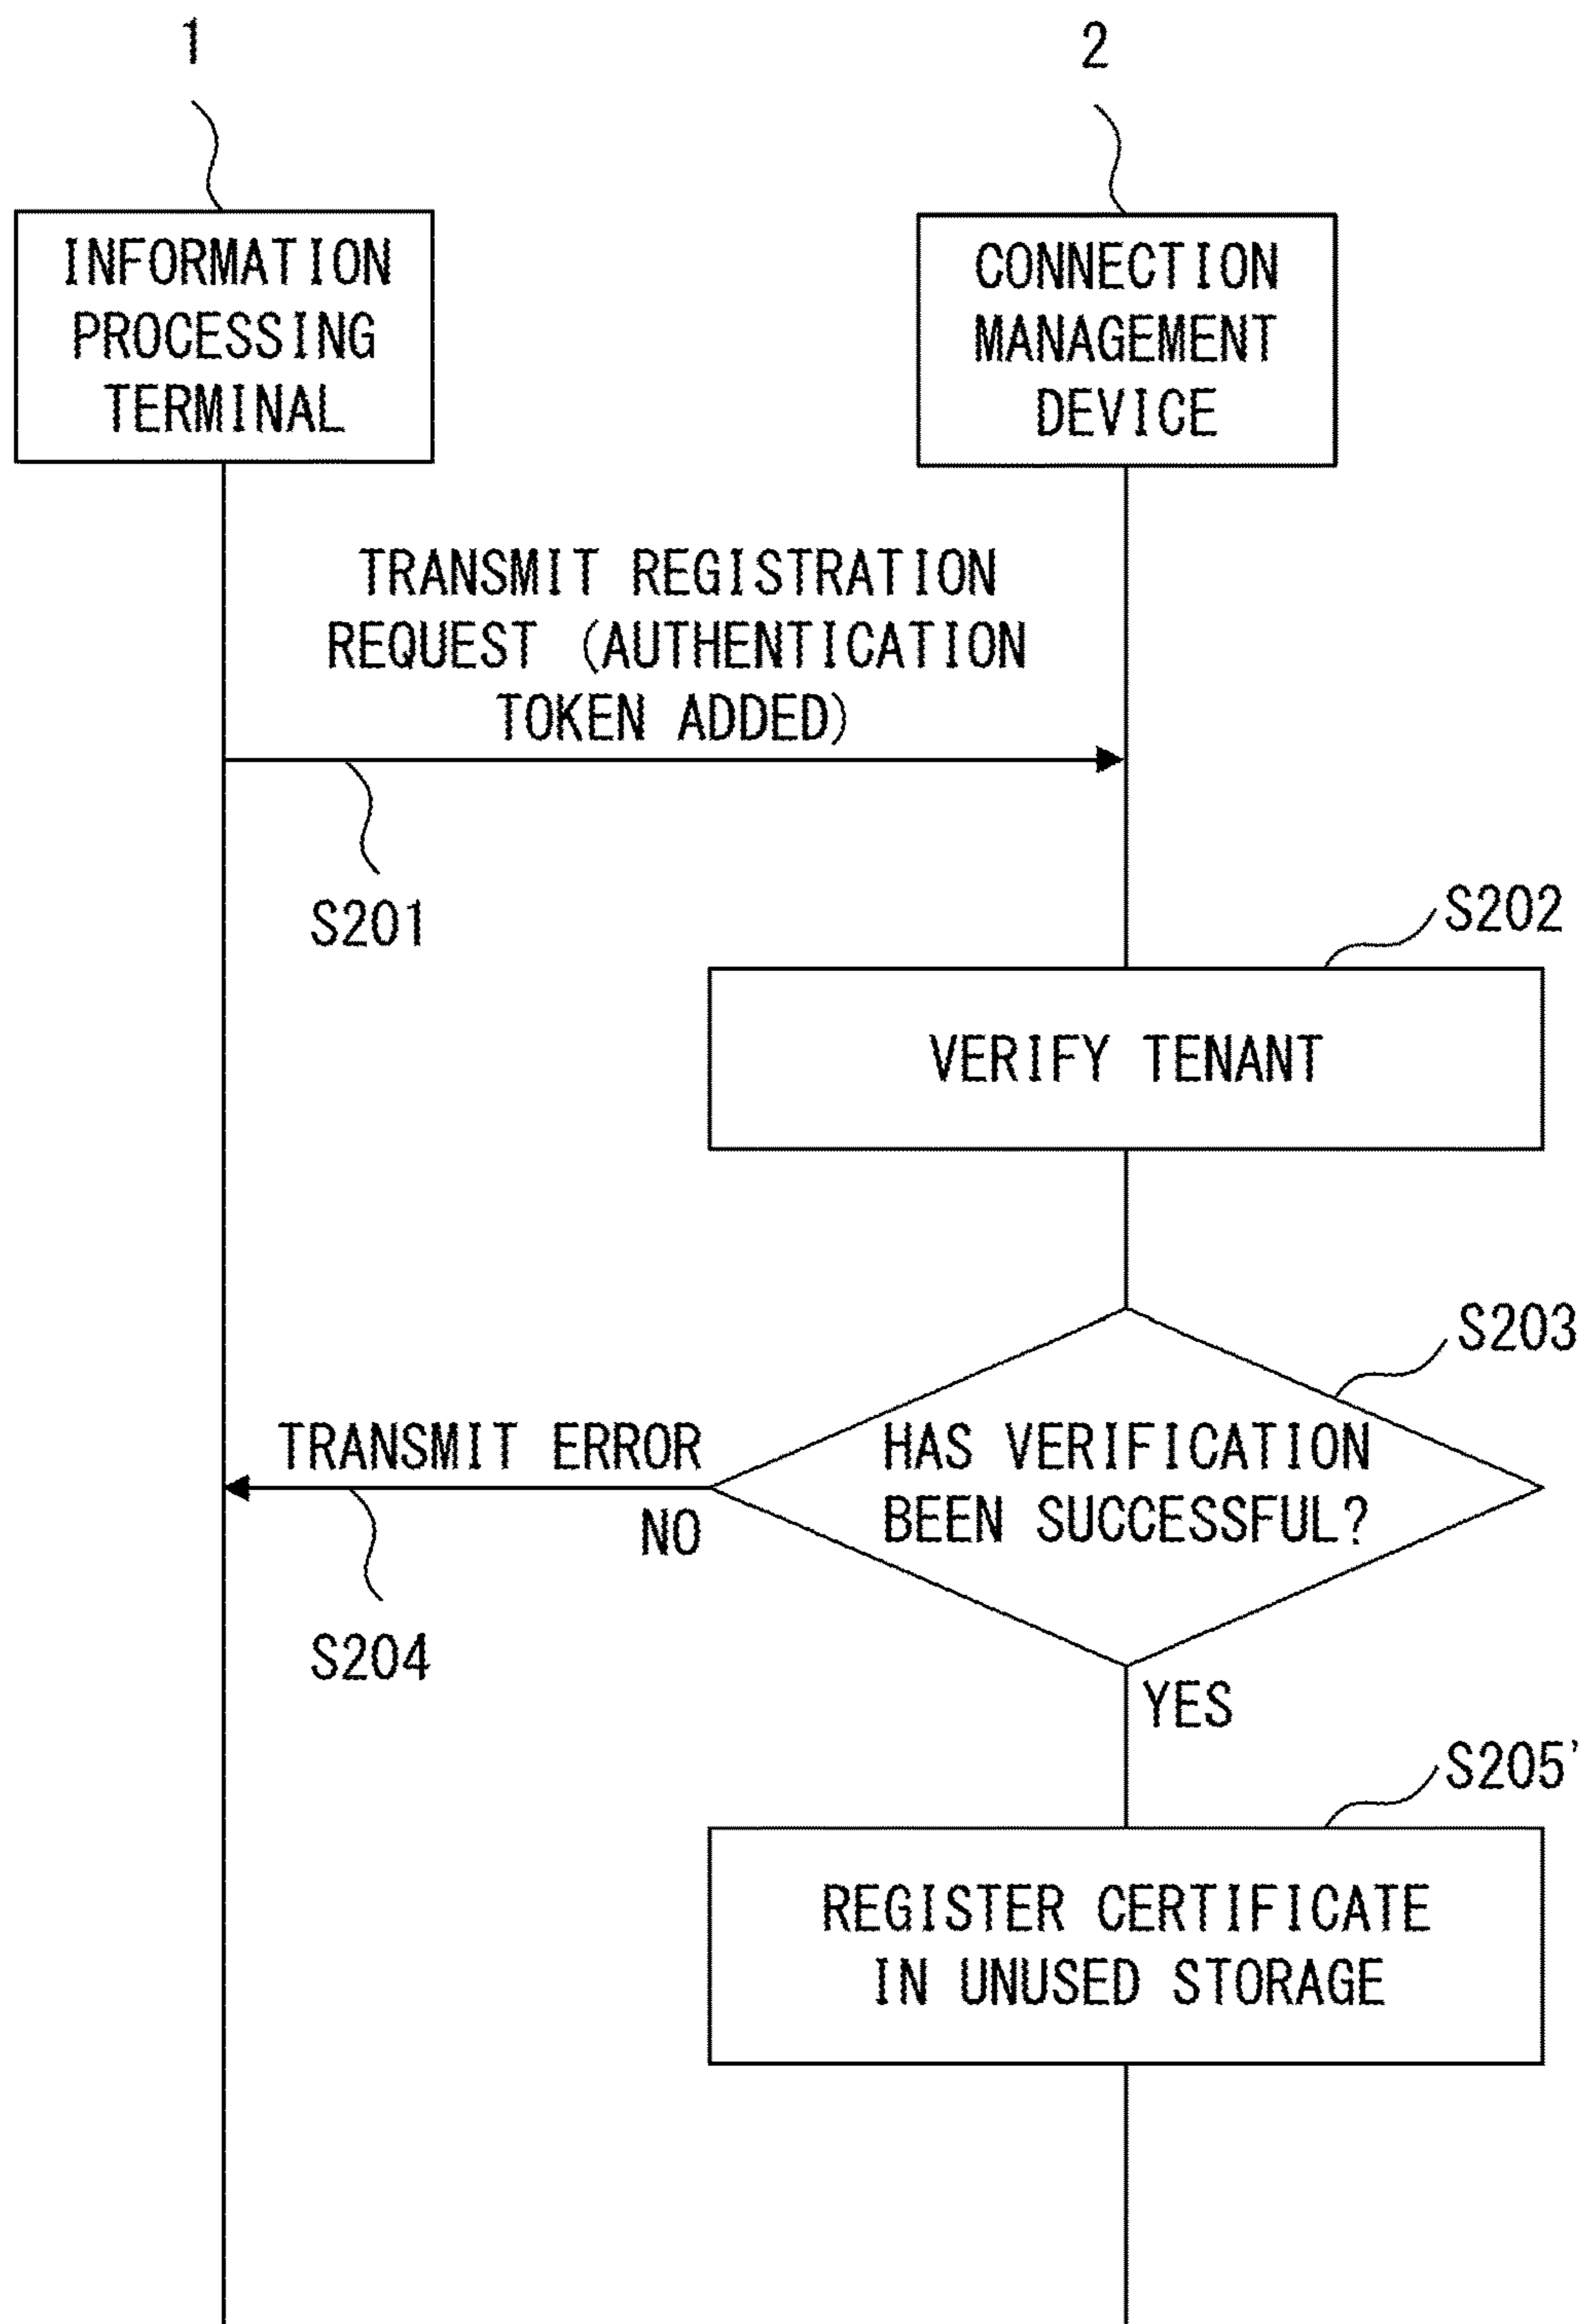 1
2
INFORMATION
PROCESSING
TERMINAL
CONNECTION
MANAGEMENT
DEVICE
TRANSMIT REGISTRATION
REQUEST (AUTHENTICATION
TOKEN ADDED)
S201
S202
VERIFY TENANT
S203
TRANSMIT ERROR
NO
HAS VERIFICATION
BEEN SUCCESSFUL?
S204
YES
S205'
REGISTER CERTIFICATE
IN UNUSED STORAGE